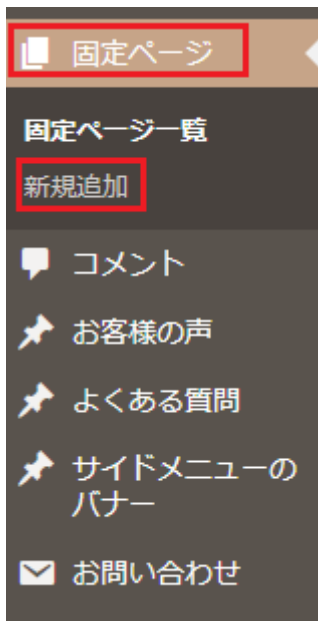 固定ページ
固定ページ一覧
新規追加
コメント
お客様の声
よくある質問
サイドメニューの
バナー
お問い合わせ